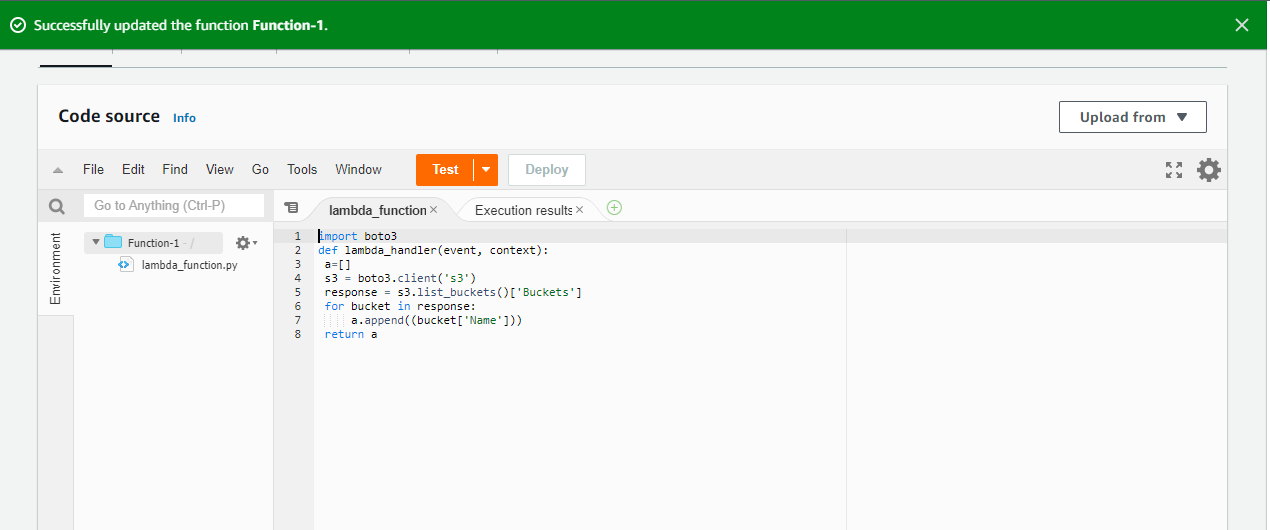 Successfully updated the function Function-1.
Code source Info
Upload from
File Edit Find View Go Tools Window Test Deploy
Go to Anything (Ctrl-P)
lambda_function
Execution results
Environment
Function-1 - /
lambda_function.py
1 import boto3
2 def lambda_handler(event, context):
3 a=[]
4 s3 = boto3.client('s3')
5 response = s3.list_buckets()['Buckets']
6 for bucket in response:
7 a.append((bucket['Name']))
8 return a